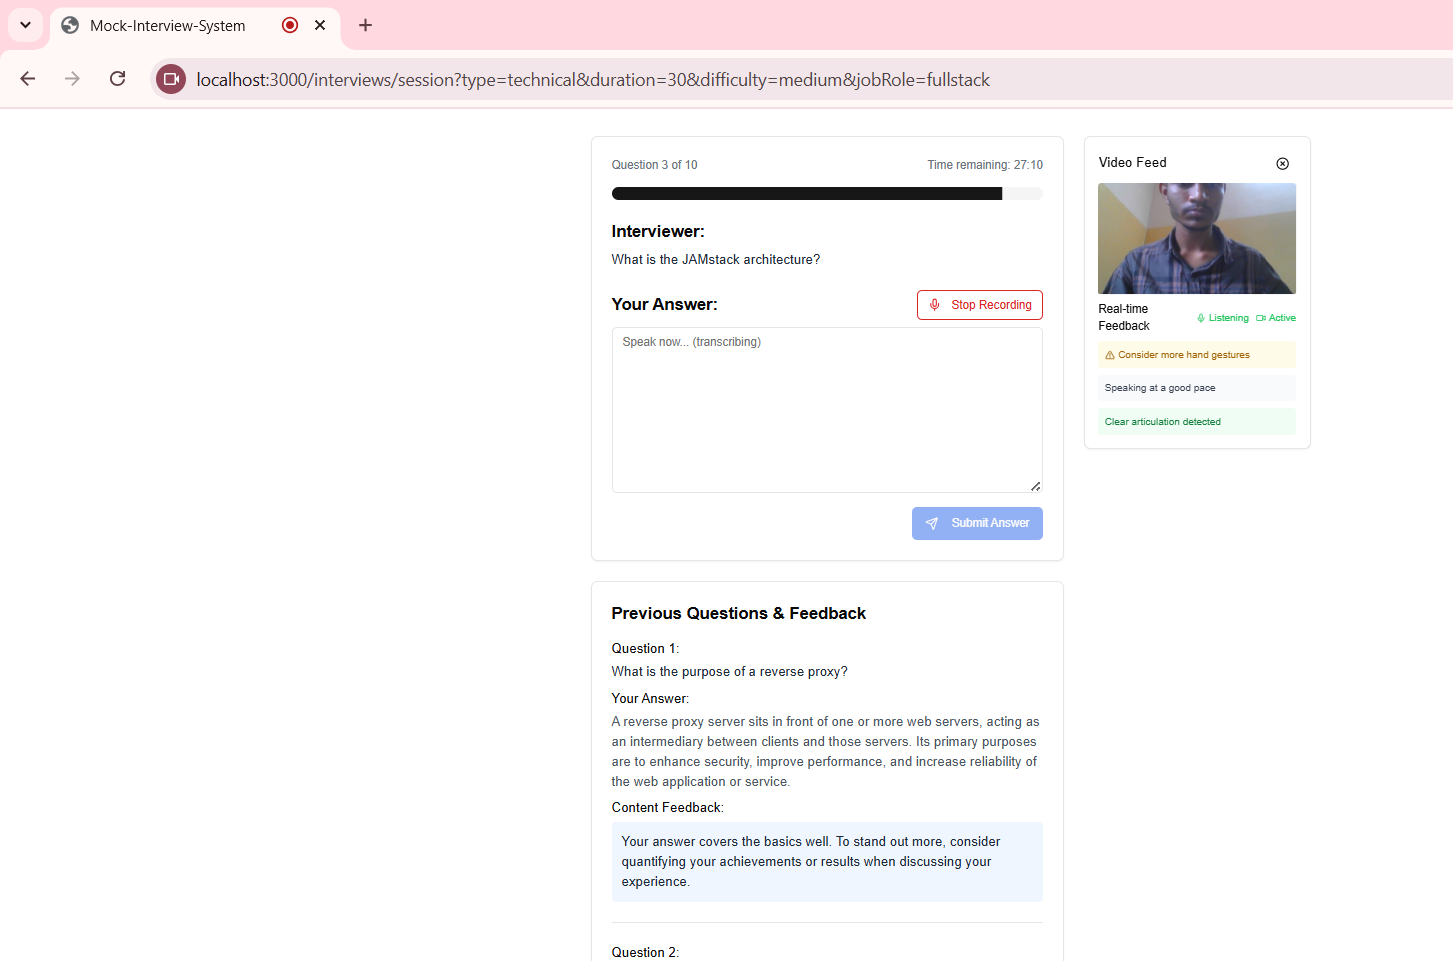 Mock-Interview-System
localhost:3000/interviews/session?type=technical&duration=30&difficulty=medium&jobRole=fullstack
Question 3 of 10
Time remaining: 27:10
Interviewer:
What is the JAMstack architecture?
Your Answer:
Stop Recording
Speak now... (transcribing)
Submit Answer
Video Feed
Real-time
Feedback
Listening
Active
Consider more hand gestures
Speaking at a good pace
Clear articulation detected
Previous Questions & Feedback
Question 1:
What is the purpose of a reverse proxy?
Your Answer:
A reverse proxy server sits in front of one or more web servers, acting as
an intermediary between clients and those servers. Its primary purposes
are to enhance security, improve performance, and increase reliability of
the web application or service.
Content Feedback:
Your answer covers the basics well. To stand out more, consider
quantifying your achievements or results when discussing your
experience.
Question 2: